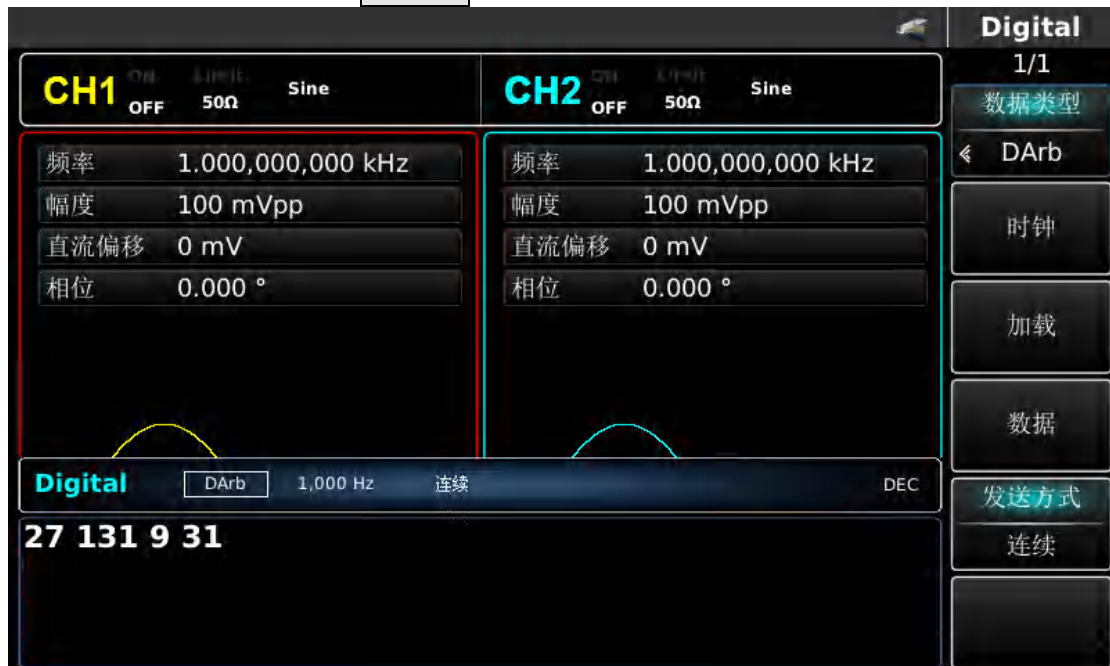 Digital
1/1
CH1 ON OFF Limit 50Ω Sine
CH2 ON OFF Limit 50Ω Sine
数据类型
DArb
频率 1.000,000,000 kHz
幅度 100 mVpp
直流偏移 0 mV
相位 0.000 °
频率 1.000,000,000 kHz
幅度 100 mVpp
直流偏移 0 mV
相位 0.000 °
时钟
加载
数据
发送方式
连续
Digital DArb 1,000 Hz 连续 DEC
27 131 9 31